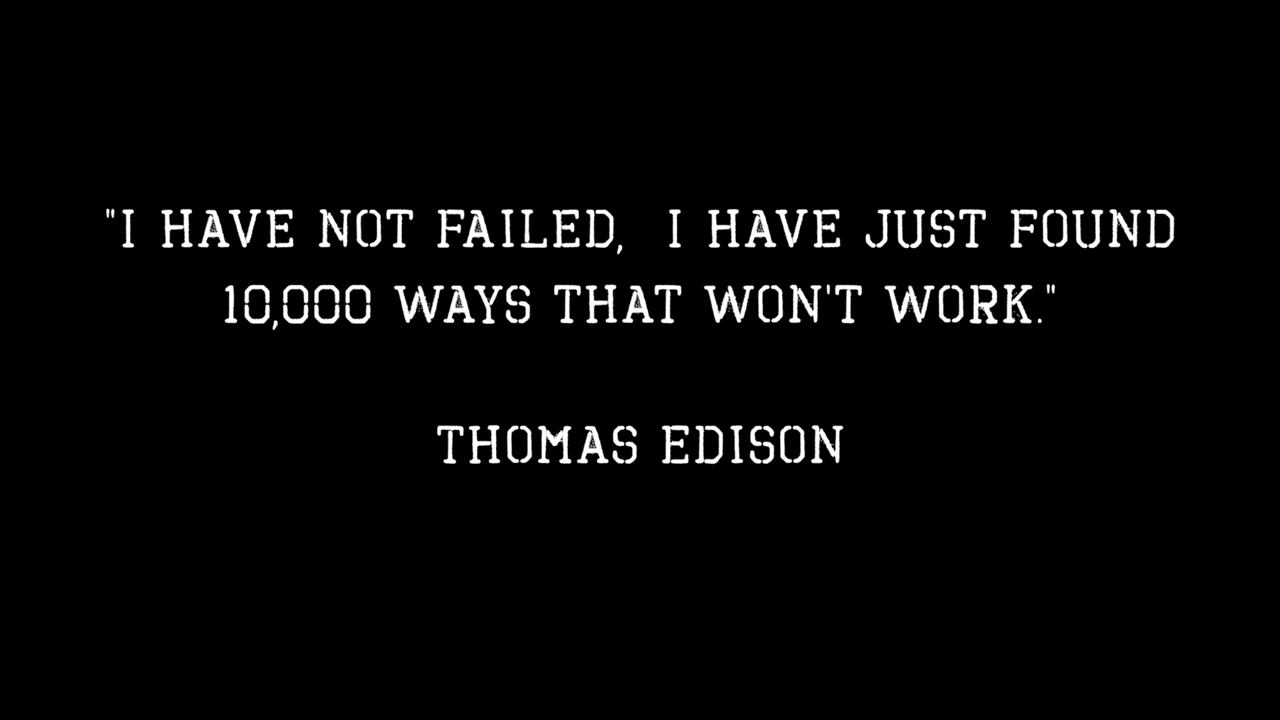 "I HAVE NOT FAILED, I HAVE JUST FOUND
10,000 WAYS THAT WON'T WORK."
THOMAS EDISON